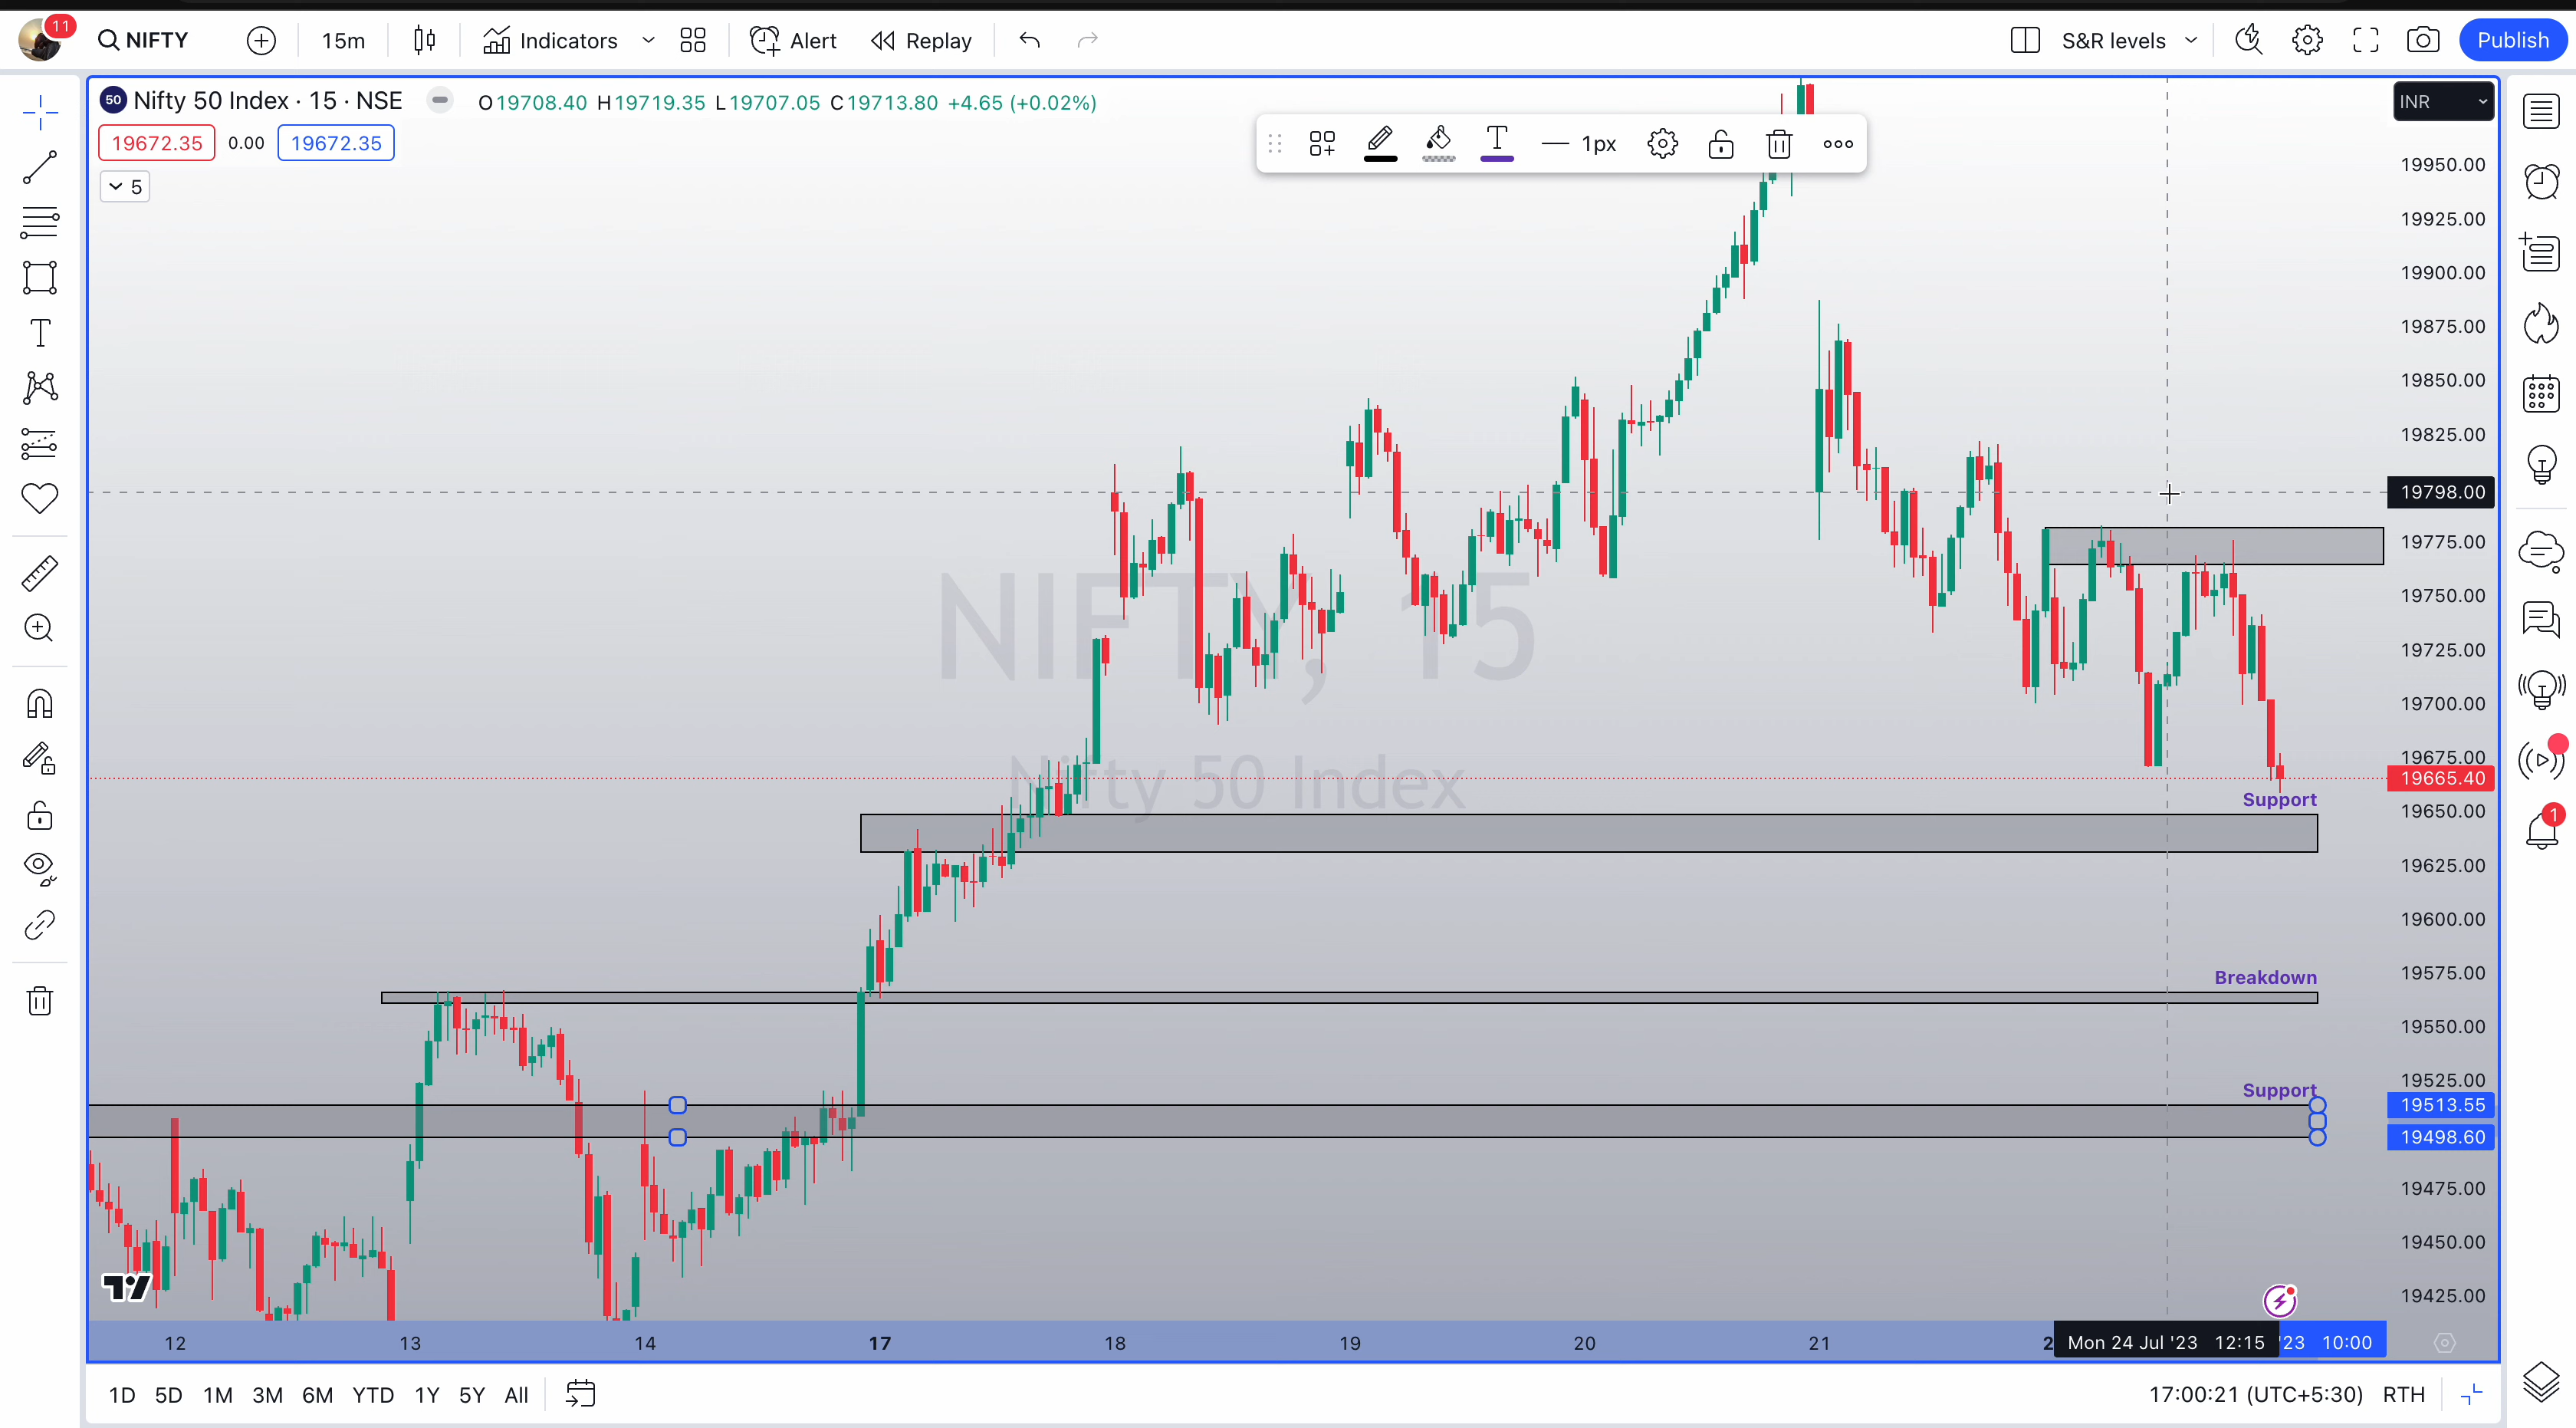 11 NIFTY 15m Indicators Alert Replay S&R levels Publish
50 Nifty 50 Index · 15 · NSE O19708.40 H19719.35 L19707.05 C19713.80 +4.65 (+0.02%) INR
19672.35 0.00 19672.35
T 1px
5
19950.00
19925.00
19900.00
19875.00
19850.00
19825.00
19798.00
19775.00
19750.00
NIFTY, 15
19725.00
19700.00
19675.00
Nifty 50 Index
19665.40
Support
19650.00
1
19625.00
19600.00
19575.00
Breakdown
19550.00
19525.00
Support
19513.55
19498.60
19475.00
19450.00
19425.00
12 13 14 17 18 19 20 21 2 Mon 24 Jul '23 12:15 '23 10:00
1D 5D 1M 3M 6M YTD 1Y 5Y All 17:00:21 (UTC+5:30) RTH